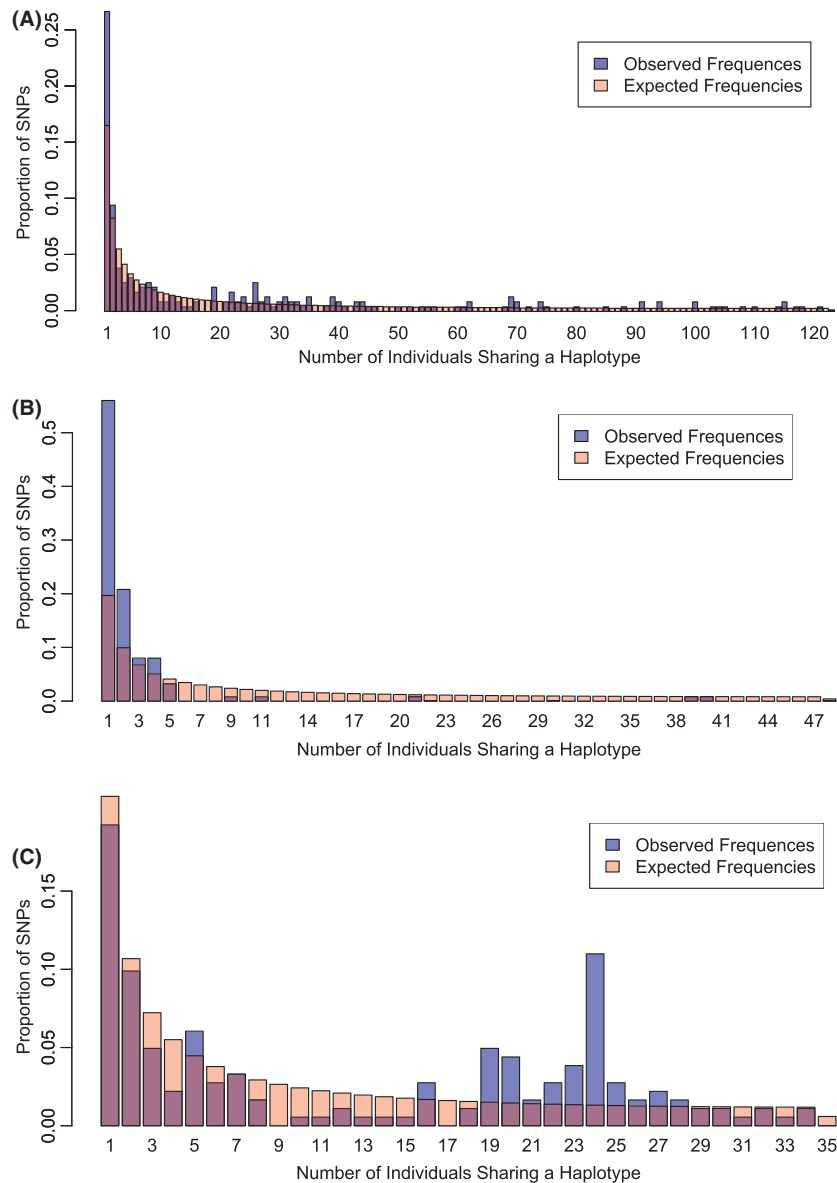 (A)
0.25
0.20
0.15
0.10
0.05
0.00
Proportion of SNPs
Observed Frequences
Expected Frequencies
1 10 20 30 40 50 60 70 80 90 100 110 120
Number of Individuals Sharing a Haplotype
(B)
0.5
0.4
0.3
0.2
0.1
0.0
Proportion of SNPs
Observed Frequences
Expected Frequencies
1 3 5 7 9 11 14 17 20 23 26 29 32 35 38 41 44 47
Number of Individuals Sharing a Haplotype
(C)
0.15
0.10
0.05
0.00
Proportion of SNPs
Observed Frequences
Expected Frequencies
1 3 5 7 9 11 13 15 17 19 21 23 25 27 29 31 33 35
Number of Individuals Sharing a Haplotype